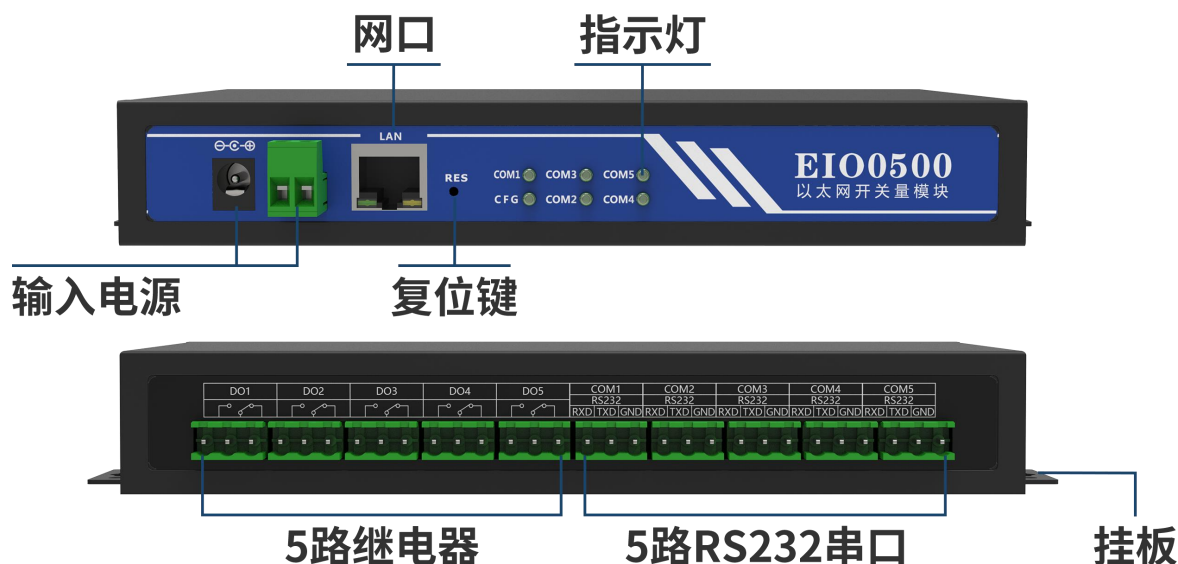 网口
指示灯
LAN
RES
COM1 COM3 COM5
CFG COM2 COM4
EIO0500
以太网开关量模块
输入电源
复位键
DO1 DO2 DO3 DO4 DO5 COM1 COM2 COM3 COM4 COM5
RS232 RS232 RS232 RS232 RS232
RXD TXD GND RXD TXD GND RXD TXD GND RXD TXD GND RXD TXD GND
5路继电器
5路RS232串口
挂板